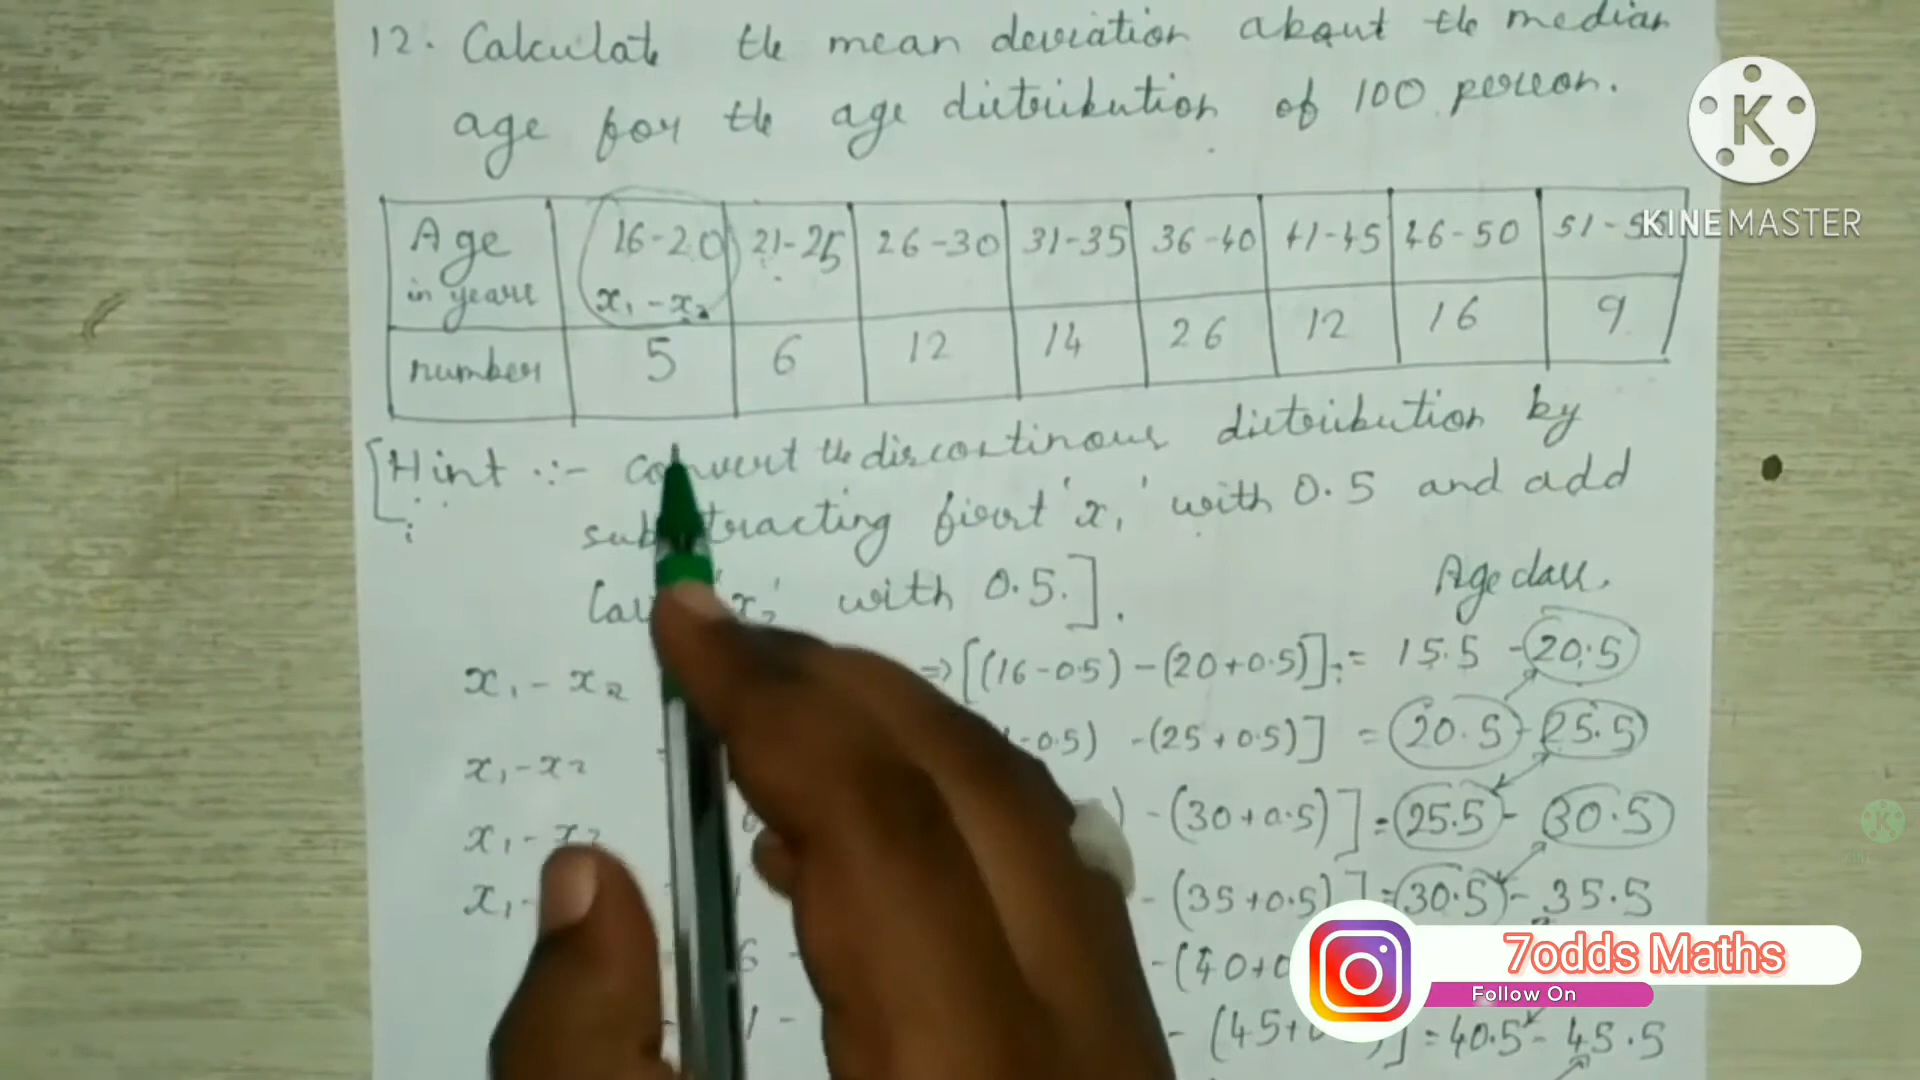 12. Calculate the mean deviation about the median
age for the age distribution of 100 person.
K
KINEMASTER
Age in years 16-20 21-25 26-30 31-35 36-40 41-45 46-50 51-5
x₁-x₂
number 5 6 12 14 26 12 16 9
[Hint :- convert the discontinous distribution by
subtracting first 'x₁' with 0.5 and add
x₂' with 0.5.].
Age class.
x₁-x₂ ⇒ [(16-0.5)-(20+0.5)] = 15.5-20.5
x₁-x₂ -0.5) -(25+0.5)] = 20.5-25.5
x₁-x₂ ) -(30+0.5)] = 25.5-30.5
x₁- -(35+0.5)] = 30.5-35.5
6 - -(40+0
1 - -(45+ ] = 40.5-45.5
7odds Maths
Follow On